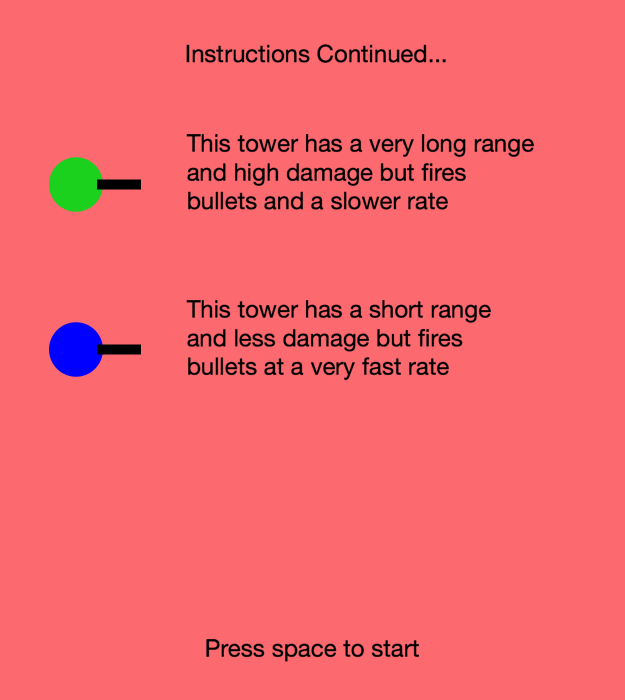 Instructions Continued...
This tower has a very long range
and high damage but fires
bullets and a slower rate
This tower has a short range
and less damage but fires
bullets at a very fast rate
Press space to start